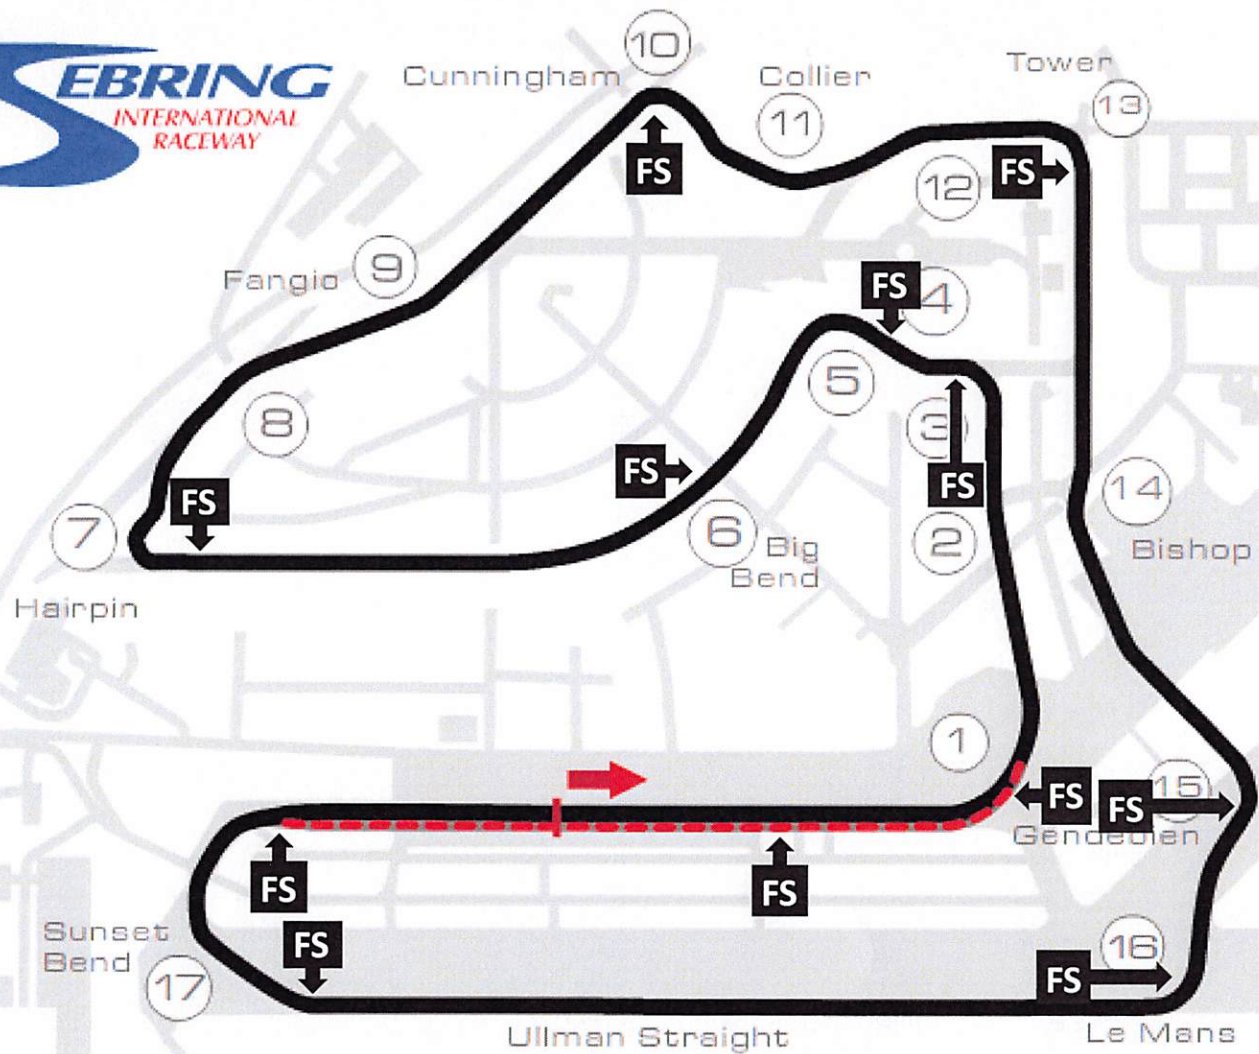 SEBRING
INTERNATIONAL
RACEWAY
10
Cunningham
Collier
Tower
11
13
FS
FS
12
Fangio
9
FS
4
5
8
3
FS
FS
FS
14
7
6
2
Big
Bend
Bishop
Hairpin
1
FS
15
FS
Gendebien
FS
FS
Sunset
Bend
FS
16
17
FS
Ullman Straight
Le Mans